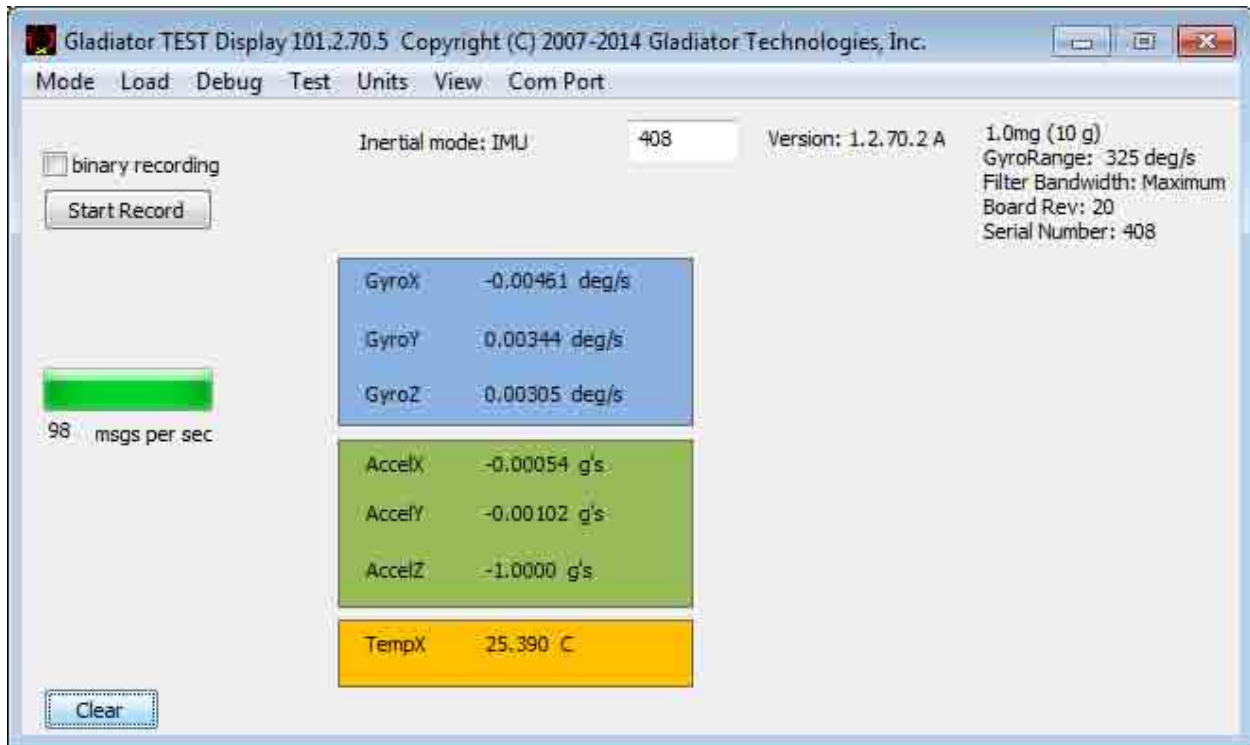 Gladiator TEST Display 101.2.70.5 Copyright (C) 2007-2014 Gladiator Technologies, Inc.
Mode Load Debug Test Units View Com Port
binary recording
Start Record
Inertial mode: IMU
408
Version: 1.2.70.2 A
1.0mg (10 g)
GyroRange: 325 deg/s
Filter Bandwidth: Maximum
Board Rev: 20
Serial Number: 408
GyroX -0.00461 deg/s
GyroY 0.00344 deg/s
GyroZ 0.00305 deg/s
98 msgs per sec
AccelX -0.00054 g's
AccelY -0.00102 g's
AccelZ -1.0000 g's
TempX 25.390 C
Clear